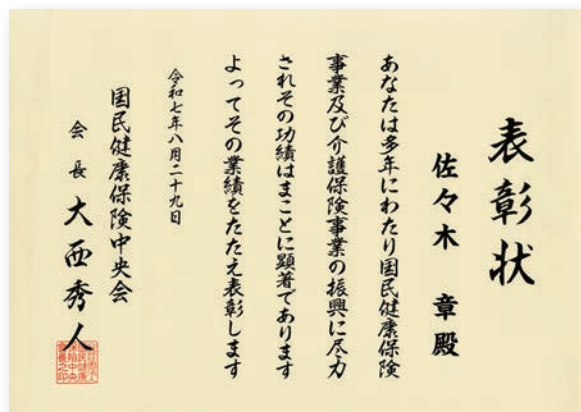 表彰状
佐々木 章殿
あなたは多年にわたり国民健康保険
事業及び介護保険事業の振興に尽力
されその功績はまことに顕著であります
よってその業績をたたえ表彰します
令和七年八月二十九日
国民健康保険中央会
会長 大西秀人